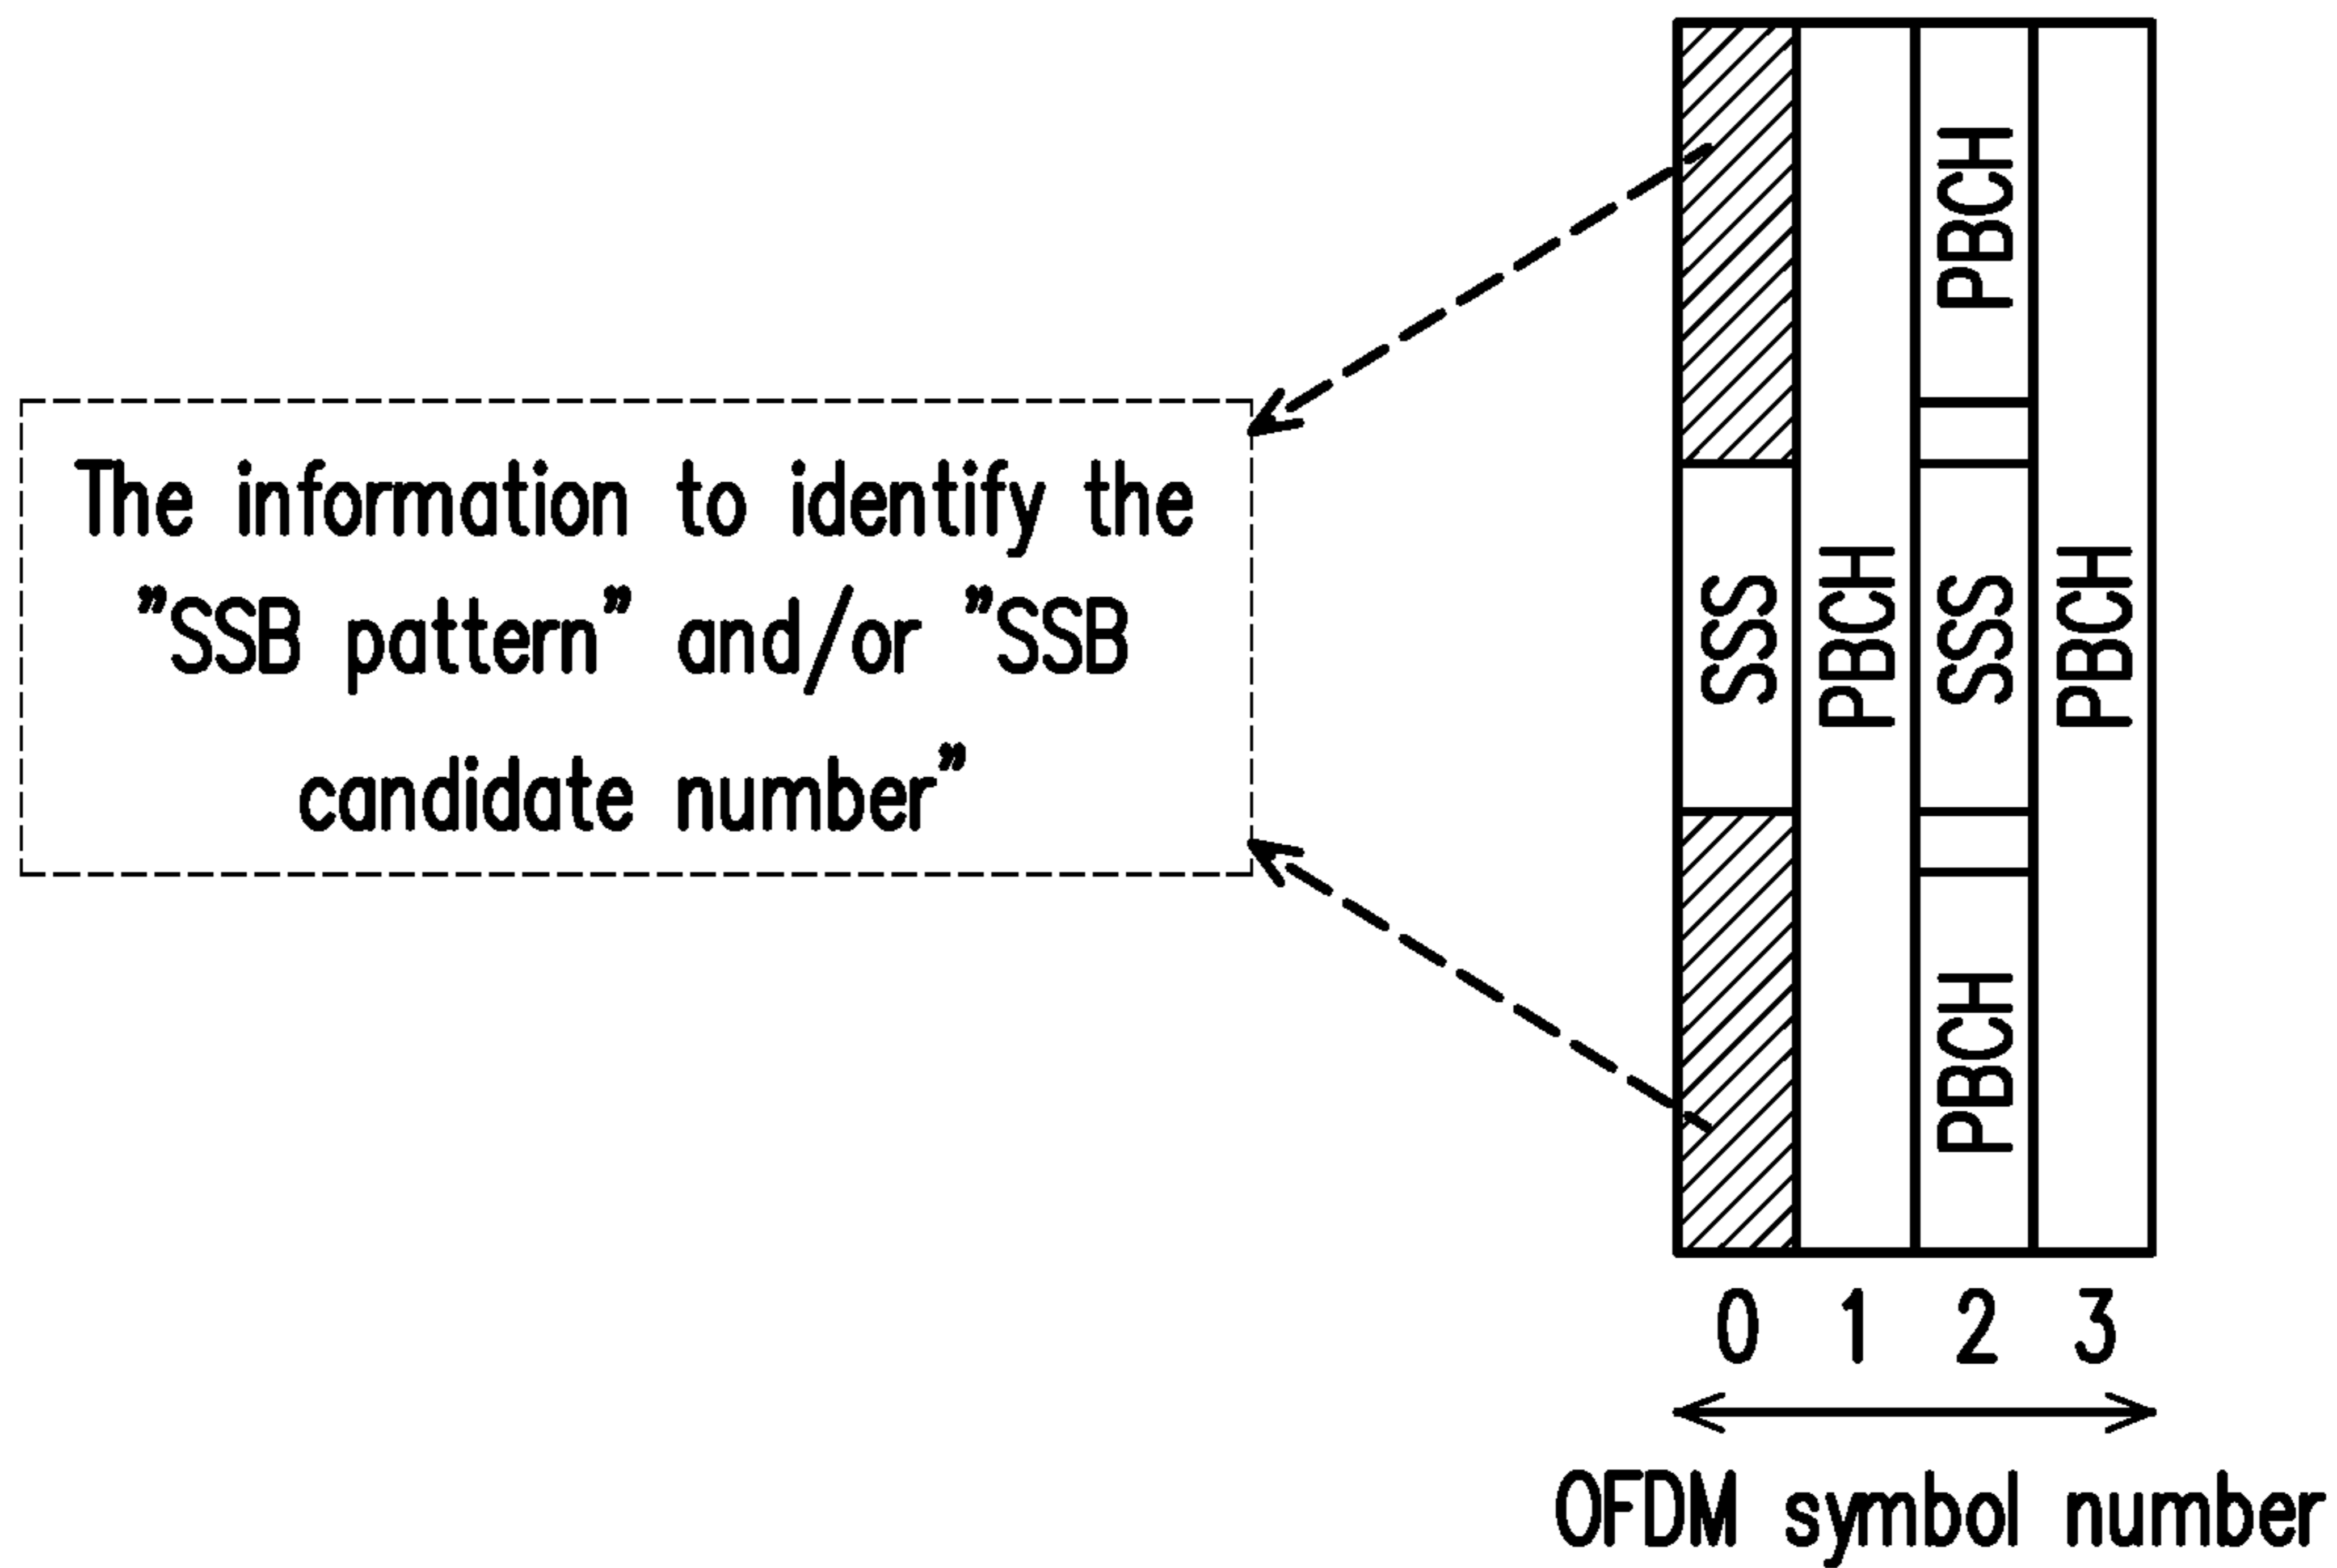 The information to identify the
”SSB pattern” and/or ”SSB
candidate number”
PBCH
SSS
PBCH
SSS
PBCH
PBCH
0 1 2 3
OFDM symbol number